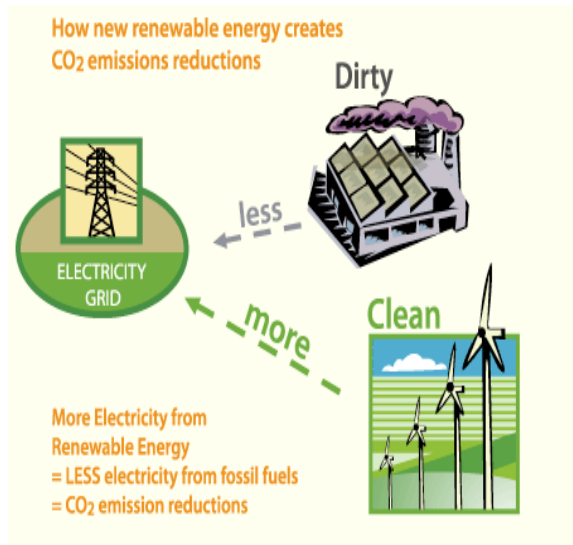 How new renewable energy creates
CO2 emissions reductions
Dirty
less
ELECTRICITY
GRID
more
Clean
More Electricity from
Renewable Energy
= LESS electricity from fossil fuels
= CO2 emission reductions